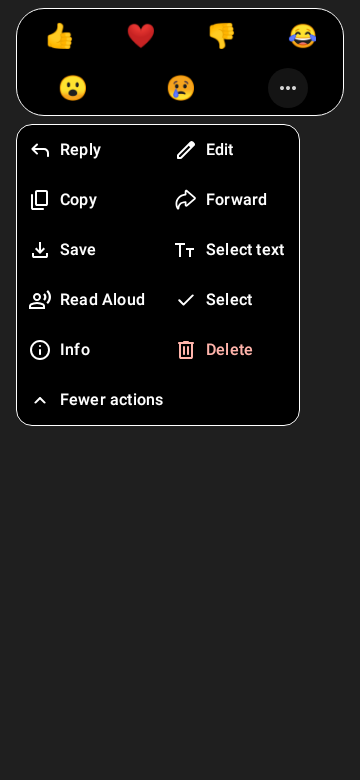 Reply
Edit
Copy
Forward
Save
Select text
Read Aloud
Select
Info
Delete
Fewer actions